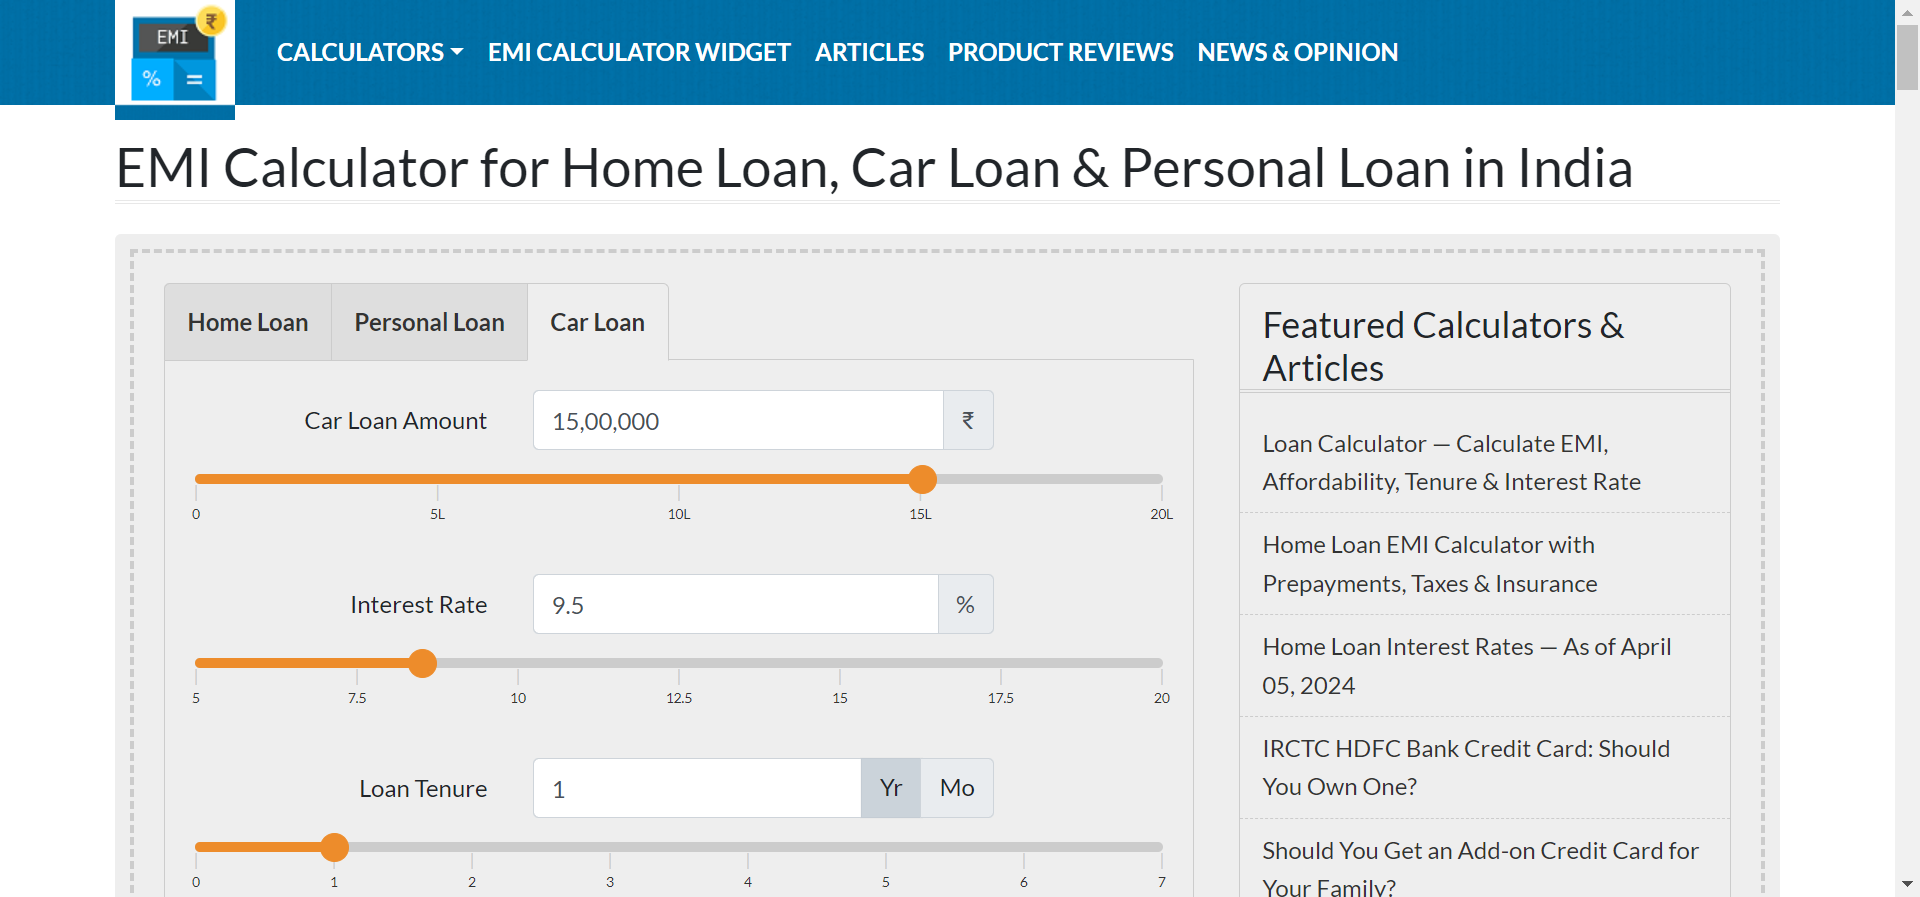 EMI
₹
%
=
CALCULATORS
EMI CALCULATOR WIDGET
ARTICLES
PRODUCT REVIEWS
NEWS & OPINION
EMI Calculator for Home Loan, Car Loan & Personal Loan in India
Home Loan
Personal Loan
Car Loan
Car Loan Amount
15,00,000
₹
0 5L 10L 15L 20L
Interest Rate
9.5
%
5 7.5 10 12.5 15 17.5 20
Loan Tenure
1
Yr
Mo
0 1 2 3 4 5 6 7
Featured Calculators &
Articles
Loan Calculator — Calculate EMI,
Affordability, Tenure & Interest Rate
Home Loan EMI Calculator with
Prepayments, Taxes & Insurance
Home Loan Interest Rates — As of April
05, 2024
IRCTC HDFC Bank Credit Card: Should
You Own One?
Should You Get an Add-on Credit Card for
Your Family?